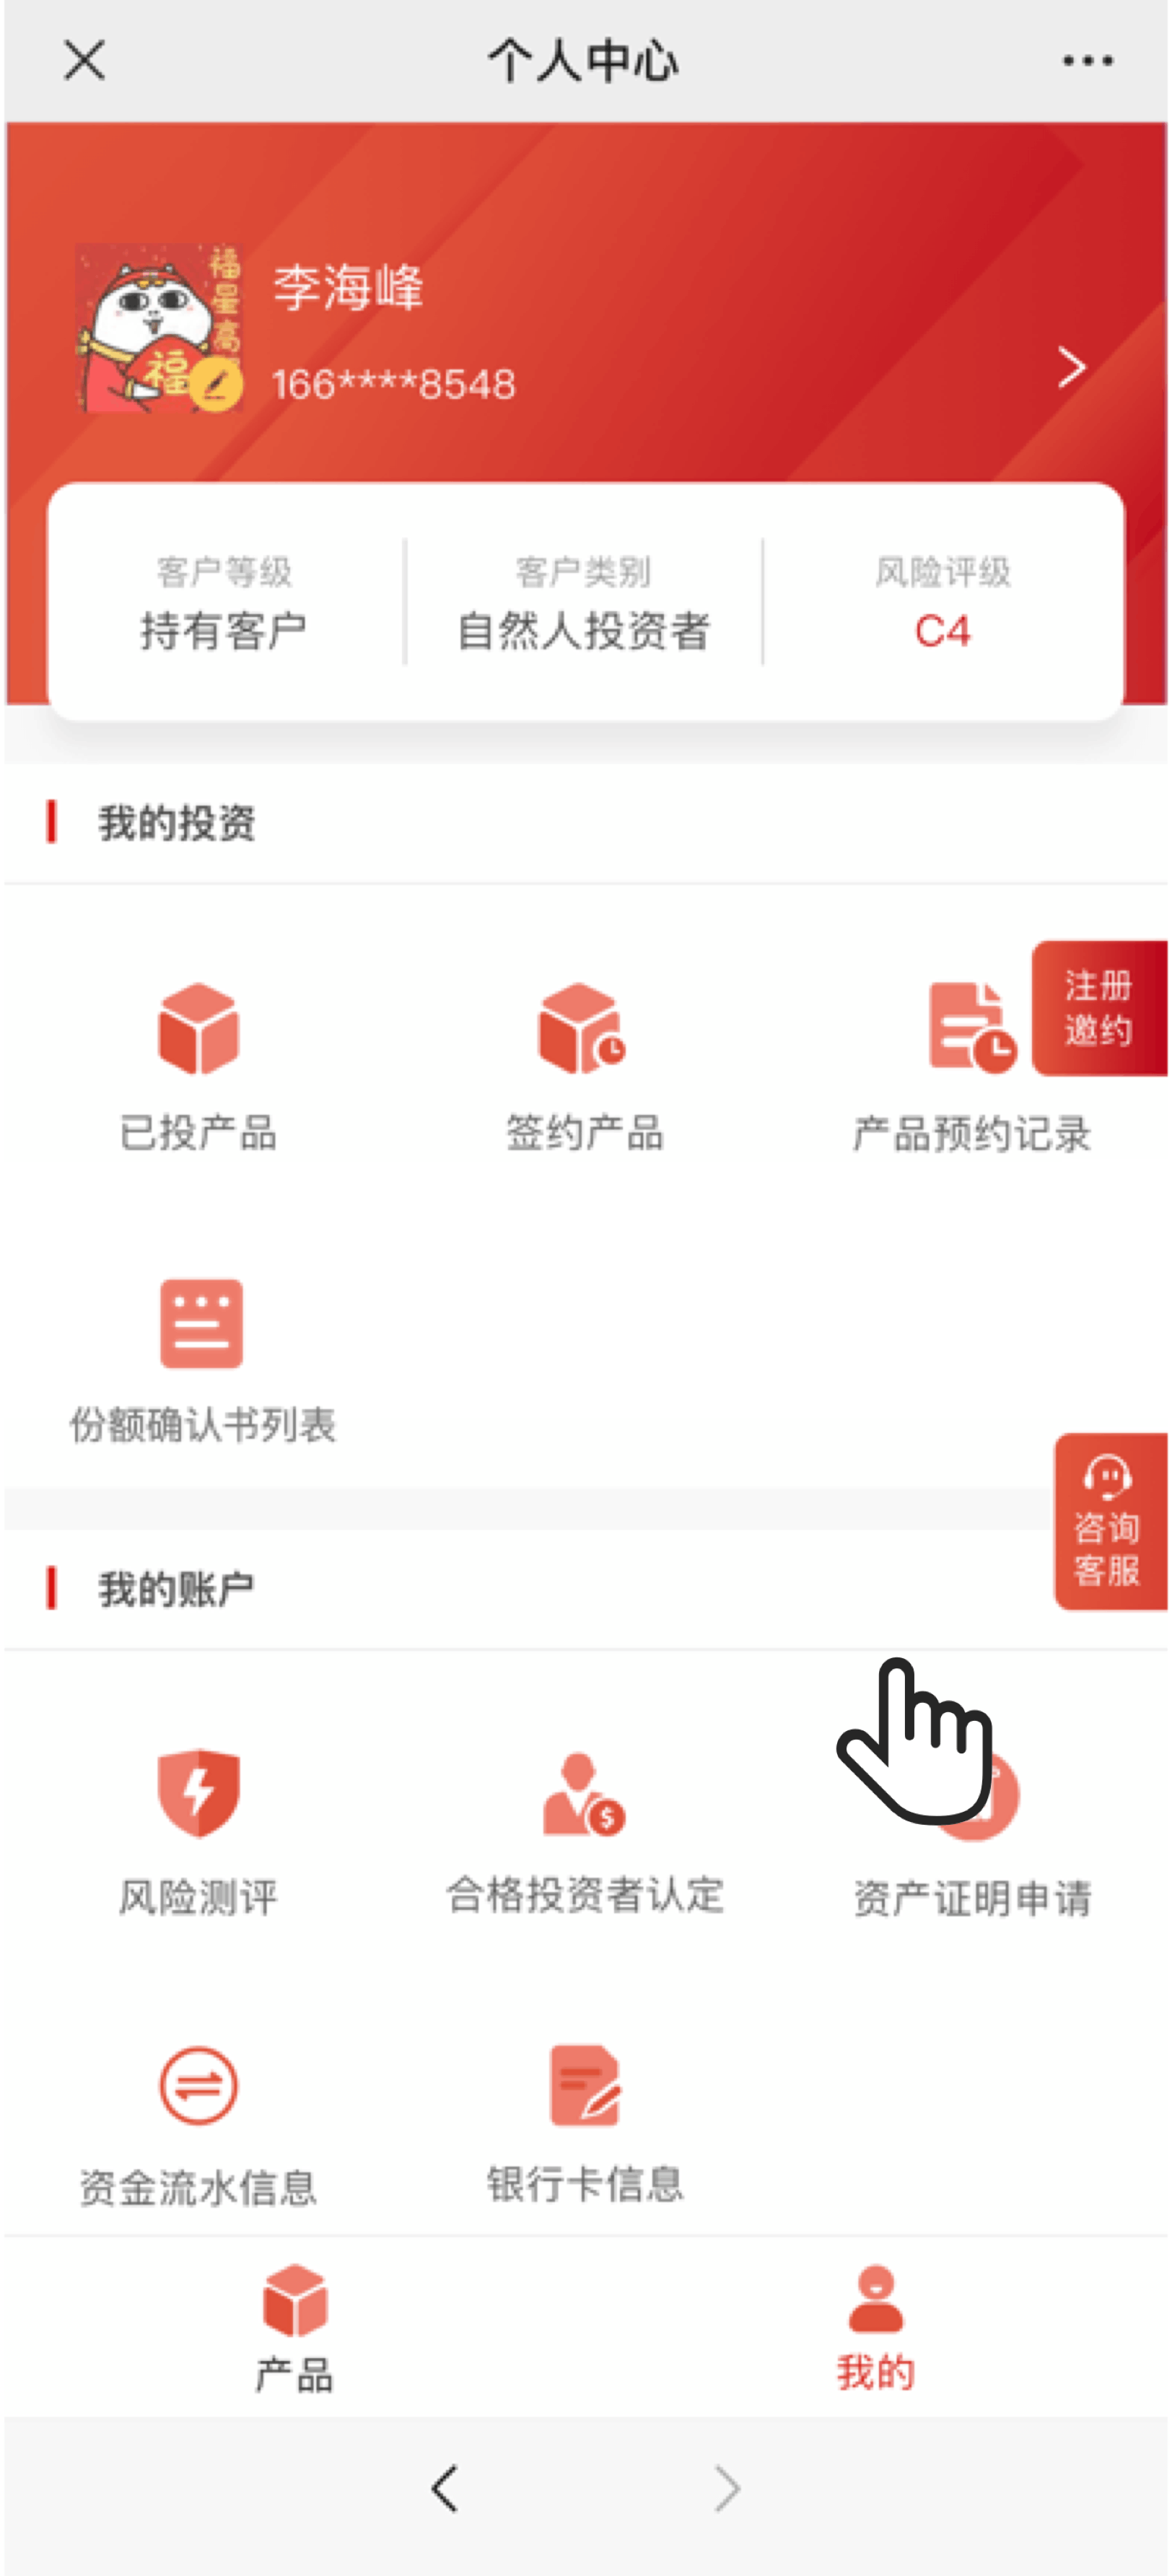 个人中心
福星高
福
李海峰
166****8548
客户等级
客户类别
风险评级
持有客户
自然人投资者
C4
我的投资
注册
邀约
已投产品
签约产品
产品预约记录
份额确认书列表
咨询
客服
我的账户
风险测评
合格投资者认定
资产证明申请
资金流水信息
银行卡信息
产品
我的